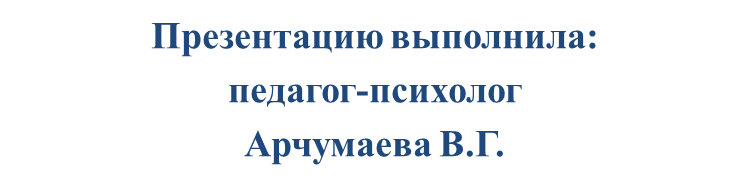 Презентацию выполнила:
педагог-психолог
Арчумаева В.Г.